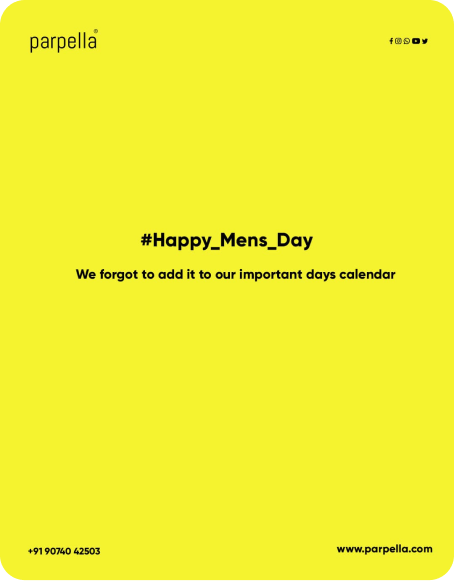 parpella®
#Happy_Mens_Day
We forgot to add it to our important days calendar
+91 90740 42503
www.parpella.com